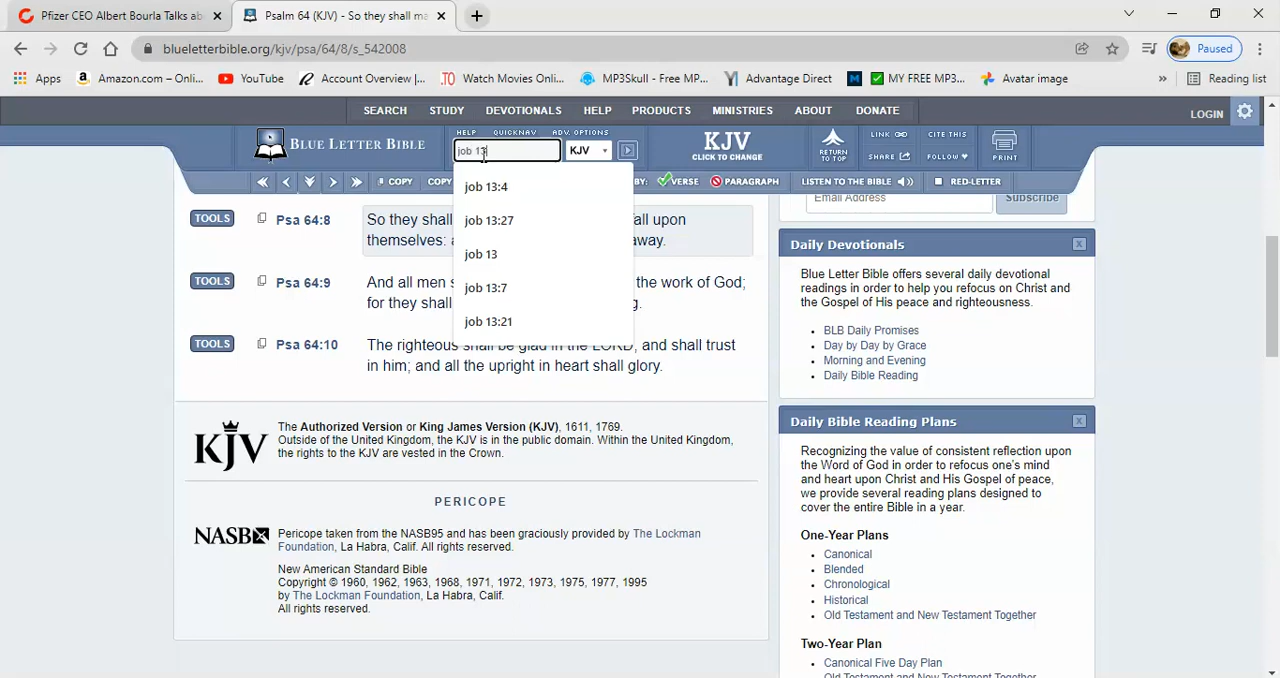 Pfizer CEO Albert Bourla Talks ab
Psalm 64 (KJV) - So they shall ma
blueletterbible.org/kjv/psa/64/8/s_542008
Paused
Apps
Amazon.com – Onli...
YouTube
Account Overview |...
Watch Movies Onl...
MP3Skull - Free MP...
Advantage Direct
MY FREE MP3...
Avatar image
»
Reading list
SEARCH STUDY DEVOTIONALS HELP PRODUCTS MINISTRIES ABOUT DONATE
LOGIN
BLUE LETTER BIBLE
HELP QUICKNAV ADV. OPTIONS
job 13
KJV
KJV
CLICK TO CHANGE
RETURN
TO TOP
LINK
CITE THIS
SHARE
FOLLOW
PRINT
COPY
COPY
BY:
VERSE
PARAGRAPH
LISTEN TO THE BIBLE
RED-LETTER
job 13:4
job 13:27
job 13
job 13:7
job 13:21
TOOLS
Psa 64:8
So they shall
all upon
themselves: a
away.
TOOLS
Psa 64:9
And all men s
the work of God;
for they shall
g.
TOOLS
Psa 64:10
The righteous shall be glad in the LORD, and shall trust
in him; and all the upright in heart shall glory.
KJV
The Authorized Version or King James Version (KJV), 1611, 1769.
Outside of the United Kingdom, the KJV is in the public domain. Within the United Kingdom,
the rights to the KJV are vested in the Crown.
PERICOPE
NASB
Pericope taken from the NASB95 and has been graciously provided by The Lockman
Foundation, La Habra, Calif. All rights reserved.
New American Standard Bible
Copyright © 1960, 1962, 1963, 1968, 1971, 1972, 1973, 1975, 1977, 1995
by The Lockman Foundation, La Habra, Calif.
All rights reserved.
Email Address
Subscribe
Daily Devotionals
Blue Letter Bible offers several daily devotional
readings in order to help you refocus on Christ and
the Gospel of His peace and righteousness.
BLB Daily Promises
Day by Day by Grace
Morning and Evening
Daily Bible Reading
Daily Bible Reading Plans
Recognizing the value of consistent reflection upon
the Word of God in order to refocus one's mind
and heart upon Christ and His Gospel of peace,
we provide several reading plans designed to
cover the entire Bible in a year.
One-Year Plans
Canonical
Blended
Chronological
Historical
Old Testament and New Testament Together
Two-Year Plan
Canonical Five Day Plan